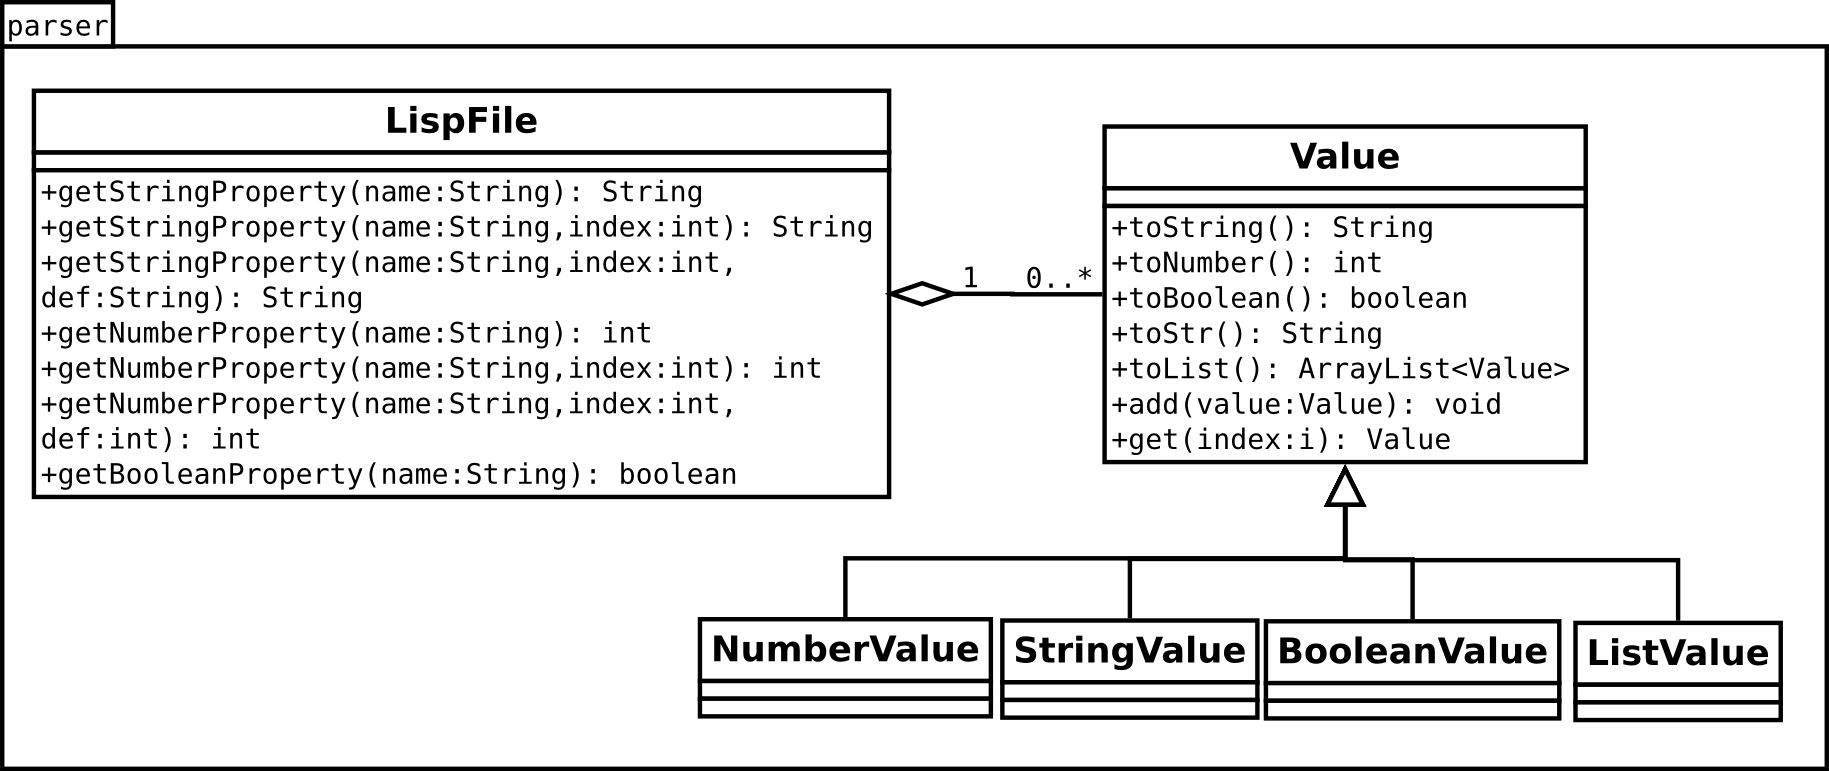 parser
LispFile
+getStringProperty(name:String): String
+getStringProperty(name:String,index:int): String
+getStringProperty(name:String,index:int,
def:String): String
+getNumberProperty(name:String): int
+getNumberProperty(name:String,index:int): int
+getNumberProperty(name:String,index:int,
def:int): int
+getBooleanProperty(name:String): boolean
1
0..*
Value
+toString(): String
+toNumber(): int
+toBoolean(): boolean
+toStr(): String
+toList(): ArrayList<Value>
+add(value:Value): void
+get(index:i): Value
NumberValue
StringValue
BooleanValue
ListValue